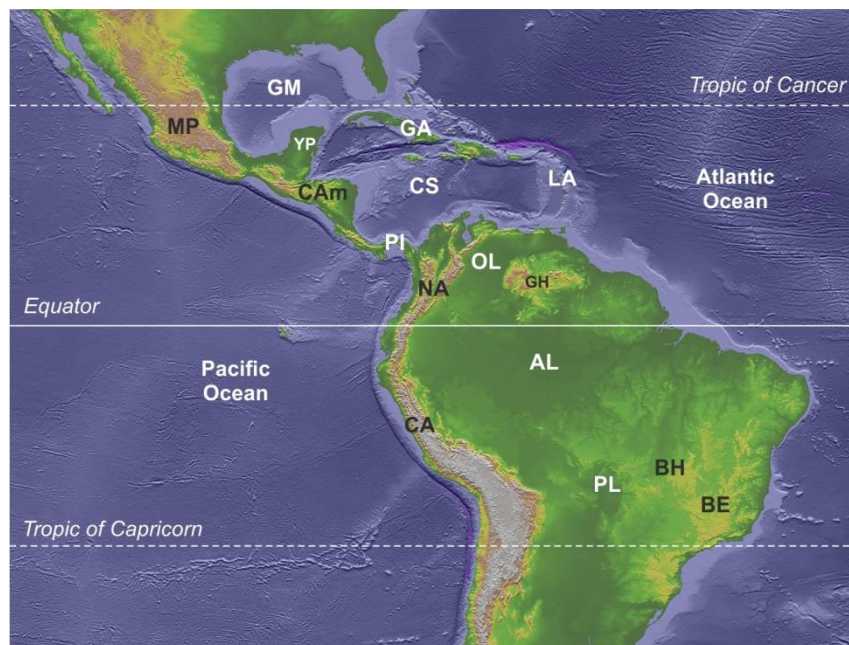 GM
Tropic of Cancer
MP
GA
YP
CAm
CS
LA
Atlantic
Ocean
PI
OL
NA
GH
Equator
Pacific
Ocean
AL
CA
BH
PL
BE
Tropic of Capricorn